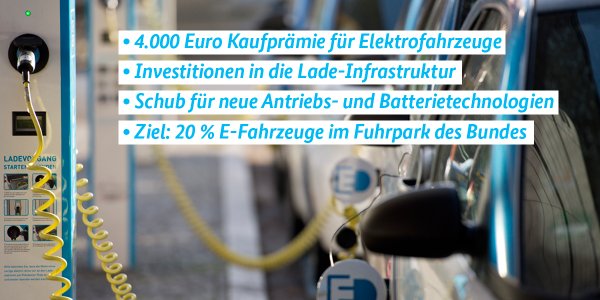 • 4.000 Euro Kaufprämie für Elektrofahrzeuge
• Investitionen in die Lade-Infrastruktur
• Schub für neue Antriebs- und Batterietechnologien
• Ziel: 20 % E-Fahrzeuge im Fuhrpark des Bundes
LADEVORGANG
STARTEN
E
E